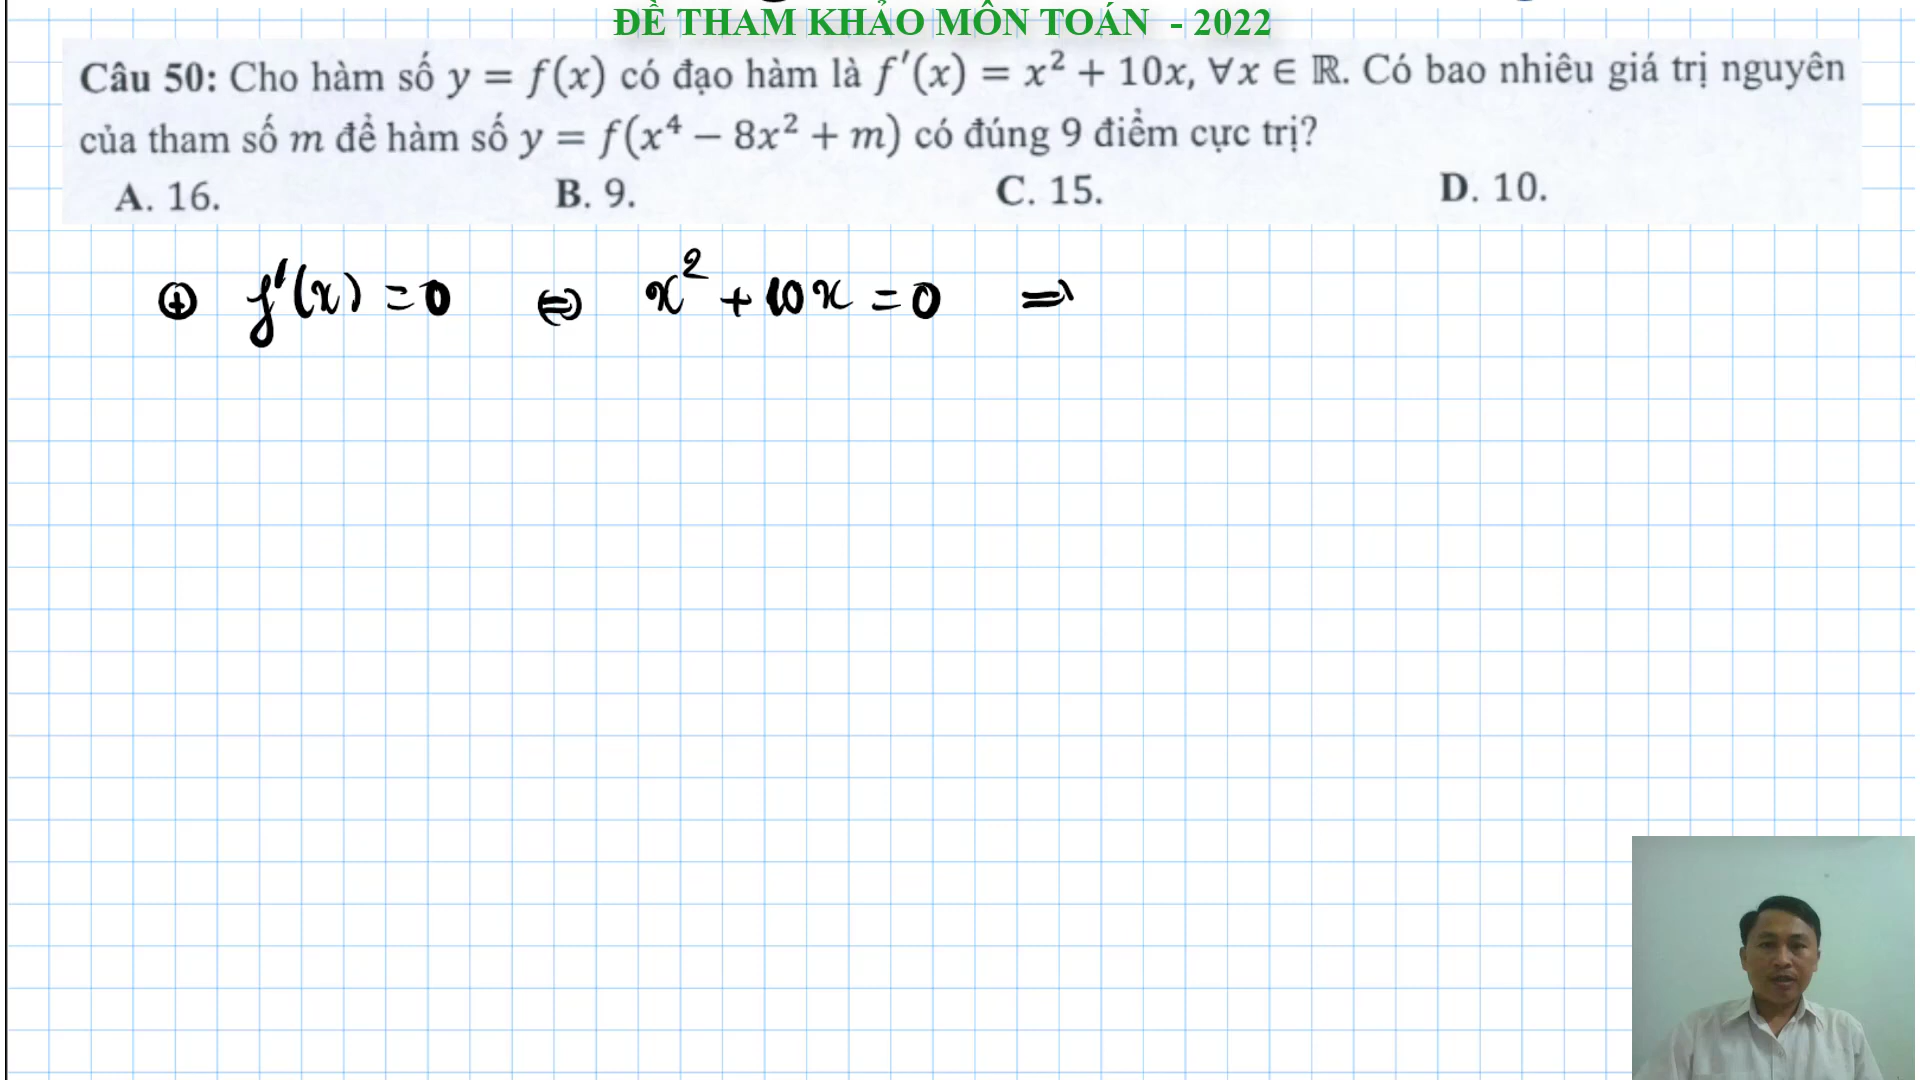 ĐỀ THAM KHẢO MÔN TOÁN - 2022
Câu 50: Cho hàm số y = f(x) có đạo hàm là f′(x) = x² + 10x, ∀x ∈ ℝ. Có bao nhiêu giá trị nguyên
của tham số m để hàm số y = f(x⁴ − 8x² + m) có đúng 9 điểm cực trị?
A. 16. B. 9. C. 15. D. 10.
⊕ f′(x) = 0 ⇔ x² + 10x = 0 ⇒